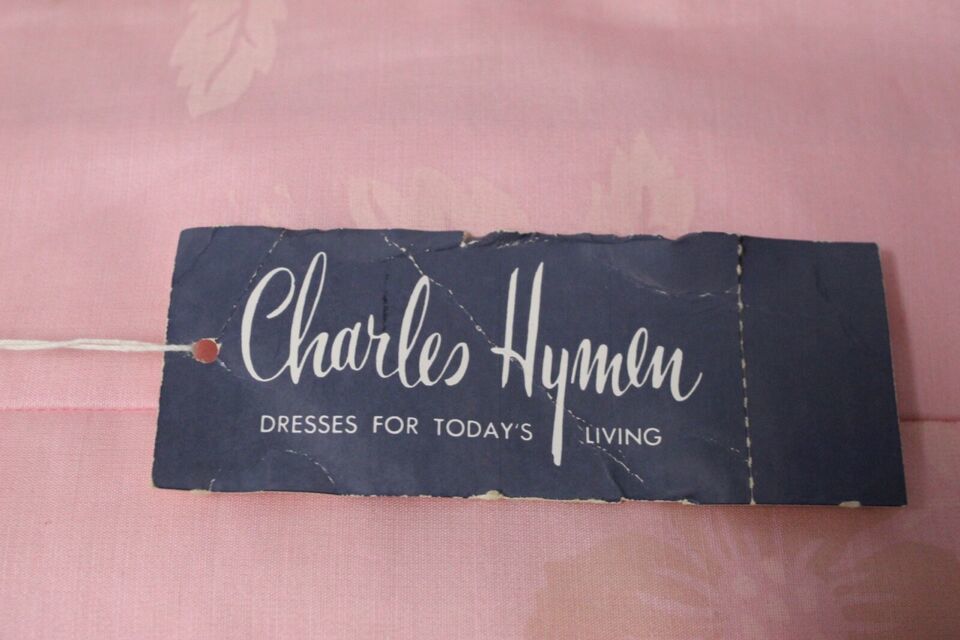 Charles Hymen
DRESSES FOR TODAY'S LIVING